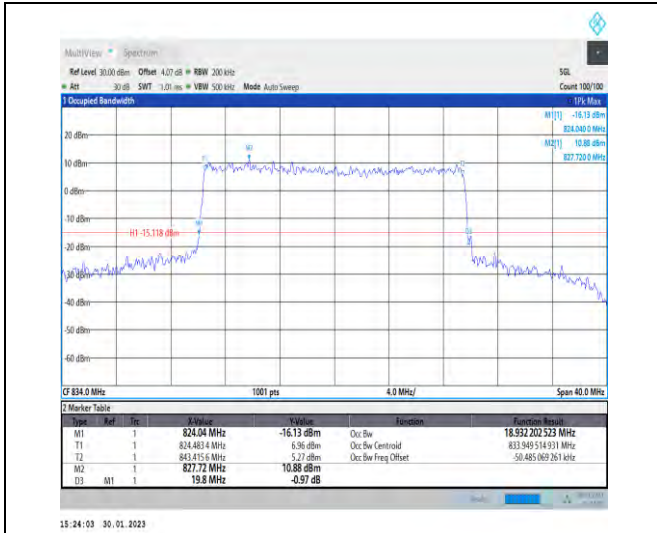 MultiView Spectrum
Ref Level 30.00 dBm Offset 4.07 dB RBW 200 kHz SGL
Att 30 dB SWT 1.01 ms VBW 500 kHz Mode Auto Sweep Count 100/100
1 Occupied Bandwidth 1Pk Max
M1[1] -16.13 dBm
824.040 0 MHz
M2[1] 10.88 dBm
827.720 0 MHz
20 dBm
10 dBm
0 dBm
-10 dBm
H1 -15.118 dBm
-20 dBm
-30 dBm
-40 dBm
-50 dBm
-60 dBm
CF 834.0 MHz 1001 pts 4.0 MHz/ Span 40.0 MHz
2 Marker Table
Type Ref Trc X-Value Y-Value Function Function Result
M1 1 824.04 MHz -16.13 dBm Occ Bw 18.932 202 523 MHz
T1 1 824.483 4 MHz 6.96 dBm Occ Bw Centroid 833.949 514 931 MHz
T2 1 843.415 6 MHz 5.27 dBm Occ Bw Freq Offset -50.485 069 261 kHz
M2 1 827.72 MHz 10.88 dBm
D3 M1 1 19.8 MHz -0.97 dB
15:24:03 30.01.2023